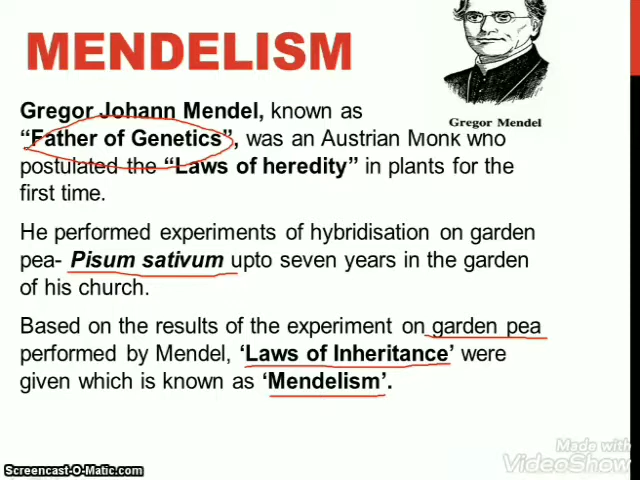 MENDELISM
Gregor Mendel
Gregor Johann Mendel, known as
“Father of Genetics”, was an Austrian Monk who
postulated the “Laws of heredity” in plants for the
first time.
He performed experiments of hybridisation on garden
pea- Pisum sativum upto seven years in the garden
of his church.
Based on the results of the experiment on garden pea
performed by Mendel, ‘Laws of Inheritance’ were
given which is known as ‘Mendelism’.
Made with
VideoShow
Screencast-O-Matic.com